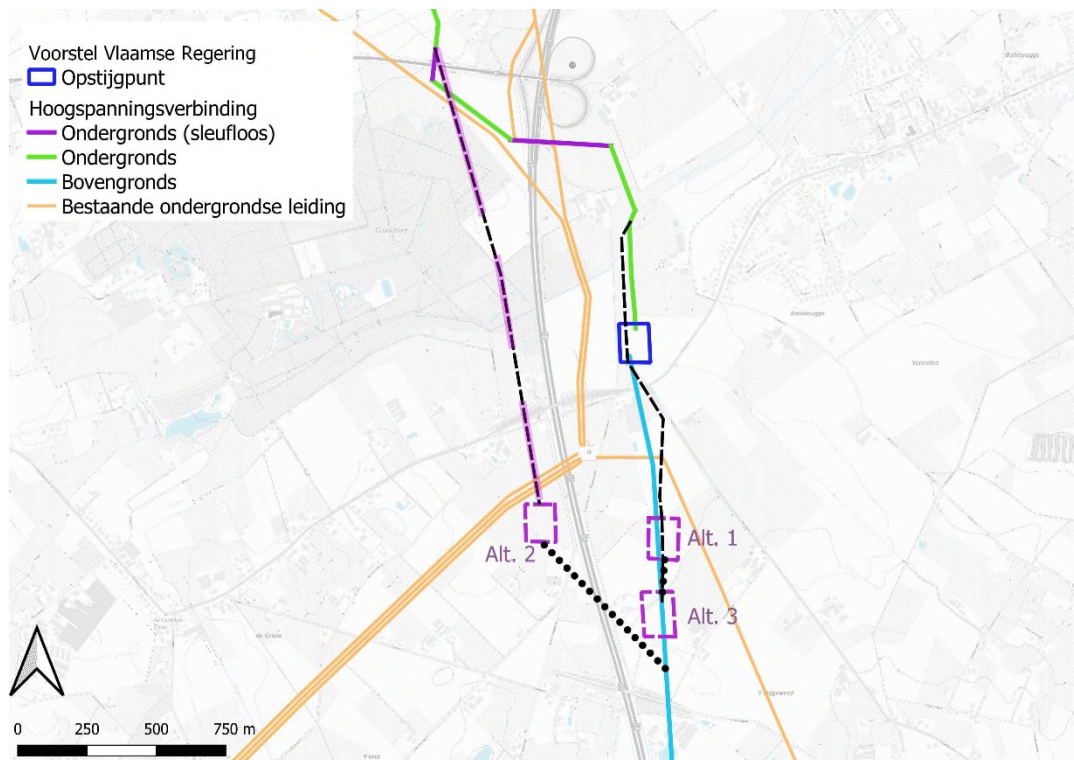 Voorstel Vlaamse Regering
Opstijgpunt
Hoogspanningsverbinding
Ondergronds (sleufloos)
Ondergronds
Bovengronds
Bestaande ondergrondse leiding
Alt. 1
Alt. 2
Alt. 3
0 250 500 750 m